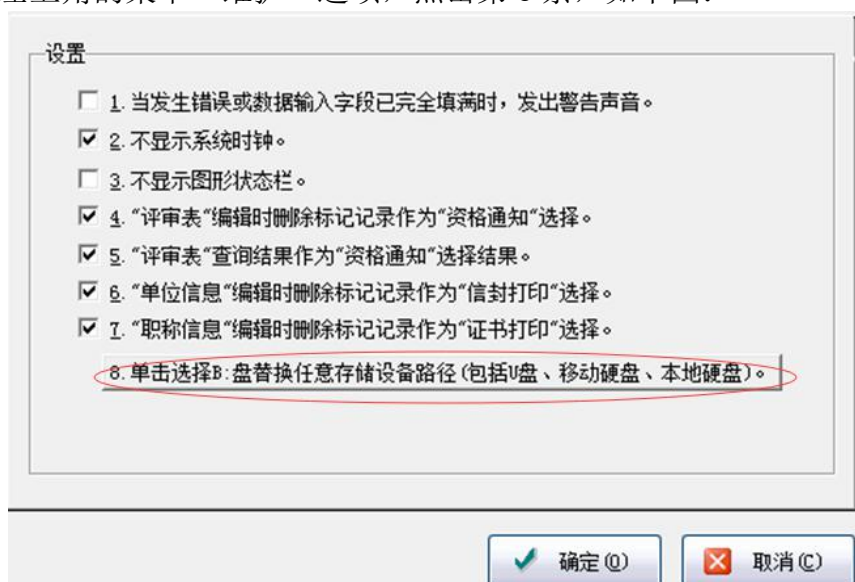 设置
1. 当发生错误或数据输入字段已完全填满时，发出警告声音。
2. 不显示系统时钟。
3. 不显示图形状态栏。
4. “评审表“编辑时删除标记记录作为“资格通知“选择。
5. “评审表“查询结果作为“资格通知“选择结果。
6. “单位信息“编辑时删除标记记录作为“信封打印“选择。
7. “职称信息“编辑时删除标记记录作为“证书打印“选择。
8. 单击选择B:盘替换任意存储设备路径(包括U盘、移动硬盘、本地硬盘)。
确定(O) 取消(C)